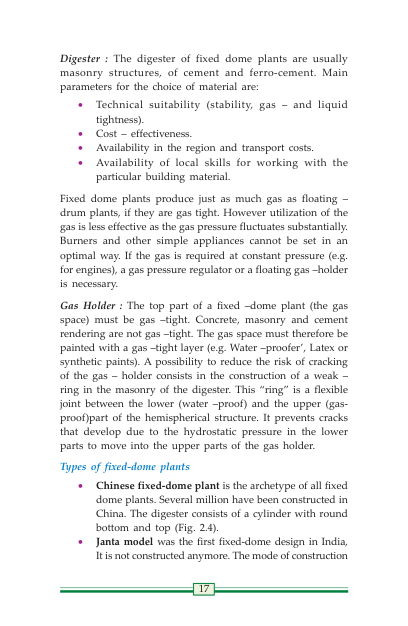 Digester : The digester of fixed dome plants are usually
masonry structures, of cement and ferro-cement. Main
parameters for the choice of material are:
• Technical suitability (stability, gas – and liquid
tightness).
• Cost – effectiveness.
• Availability in the region and transport costs.
• Availability of local skills for working with the
particular building material.
Fixed dome plants produce just as much gas as floating –
drum plants, if they are gas tight. However utilization of the
gas is less effective as the gas pressure fluctuates substantially.
Burners and other simple appliances cannot be set in an
optimal way. If the gas is required at constant pressure (e.g.
for engines), a gas pressure regulator or a floating gas –holder
is necessary.
Gas Holder : The top part of a fixed –dome plant (the gas
space) must be gas –tight. Concrete, masonry and cement
rendering are not gas –tight. The gas space must therefore be
painted with a gas –tight layer (e.g. Water –proofer’, Latex or
synthetic paints). A possibility to reduce the risk of cracking
of the gas – holder consists in the construction of a weak –
ring in the masonry of the digester. This “ring” is a flexible
joint between the lower (water –proof) and the upper (gas-
proof)part of the hemispherical structure. It prevents cracks
that develop due to the hydrostatic pressure in the lower
parts to move into the upper parts of the gas holder.
Types of fixed-dome plants
• Chinese fixed-dome plant is the archetype of all fixed
dome plants. Several million have been constructed in
China. The digester consists of a cylinder with round
bottom and top (Fig. 2.4).
• Janta model was the first fixed-dome design in India,
It is not constructed anymore. The mode of construction
17